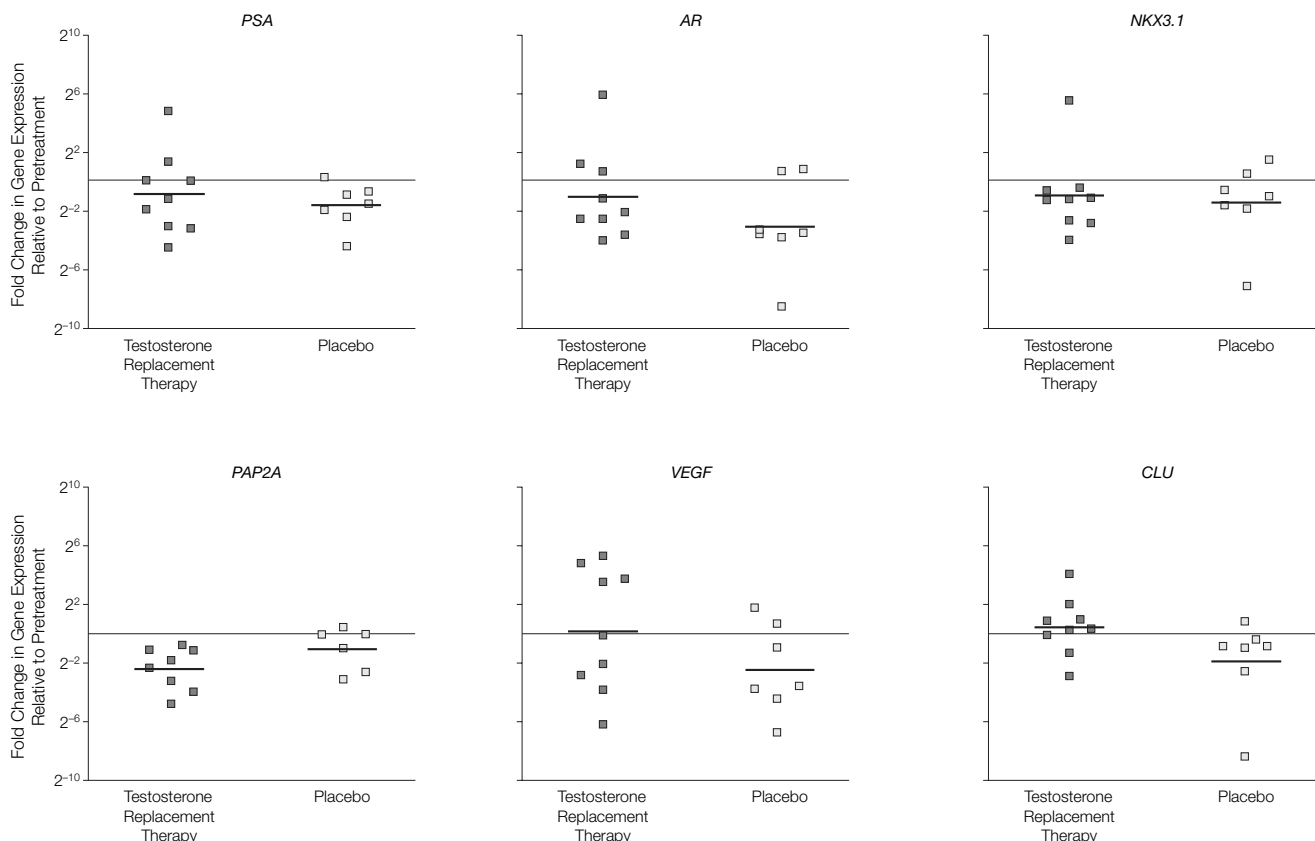 PSA
AR
NKX3.1
Fold Change in Gene Expression
Relative to Pretreatment
2¹⁰
2⁶
2²
2⁻²
2⁻⁶
2⁻¹⁰
Testosterone
Replacement
Therapy
Placebo
Testosterone
Replacement
Therapy
Placebo
Testosterone
Replacement
Therapy
Placebo
PAP2A
VEGF
CLU
Fold Change in Gene Expression
Relative to Pretreatment
2¹⁰
2⁶
2²
2⁻²
2⁻⁶
2⁻¹⁰
Testosterone
Replacement
Therapy
Placebo
Testosterone
Replacement
Therapy
Placebo
Testosterone
Replacement
Therapy
Placebo